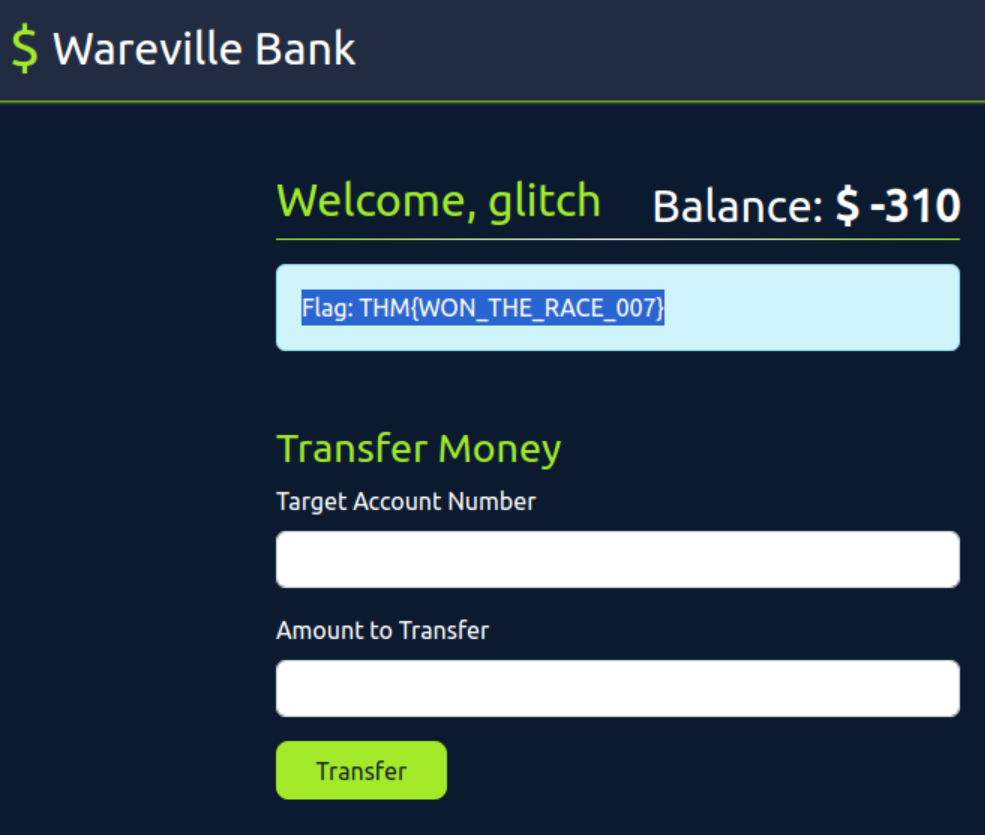 $ Wareville Bank
Welcome, glitch Balance: $ -310
Flag: THM{WON_THE_RACE_007}
Transfer Money
Target Account Number
Amount to Transfer
Transfer